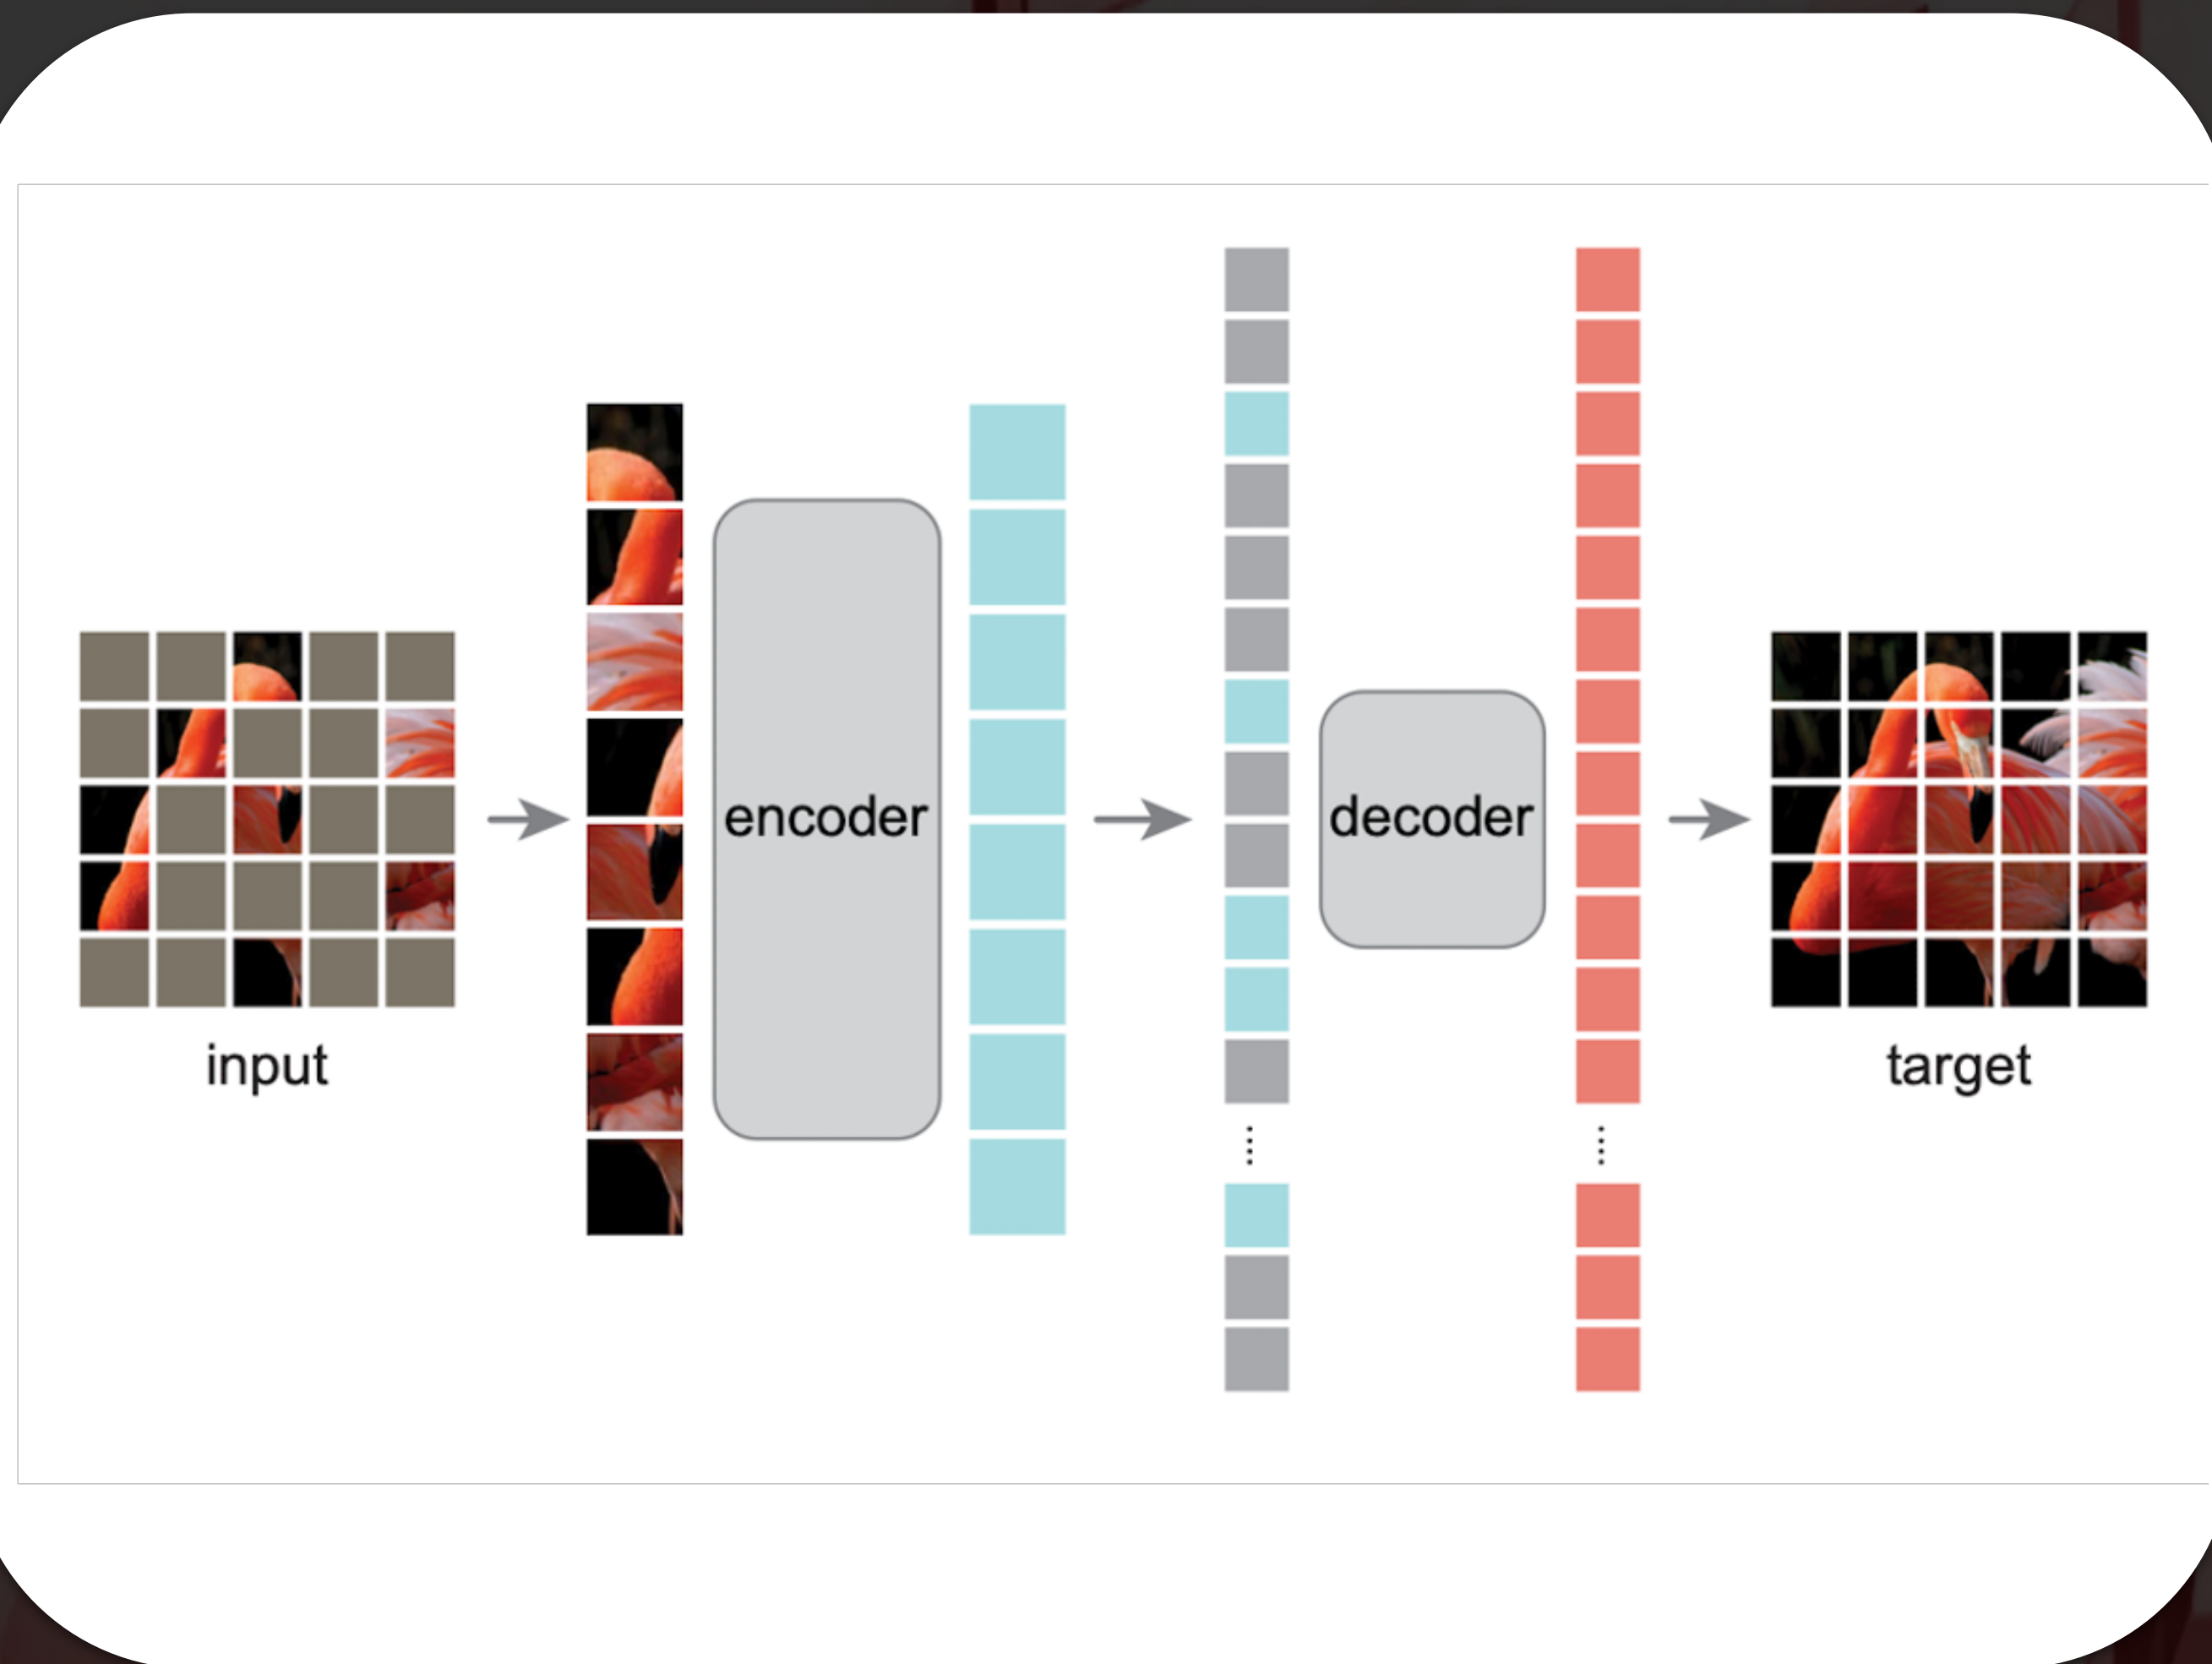 input
encoder
decoder
target